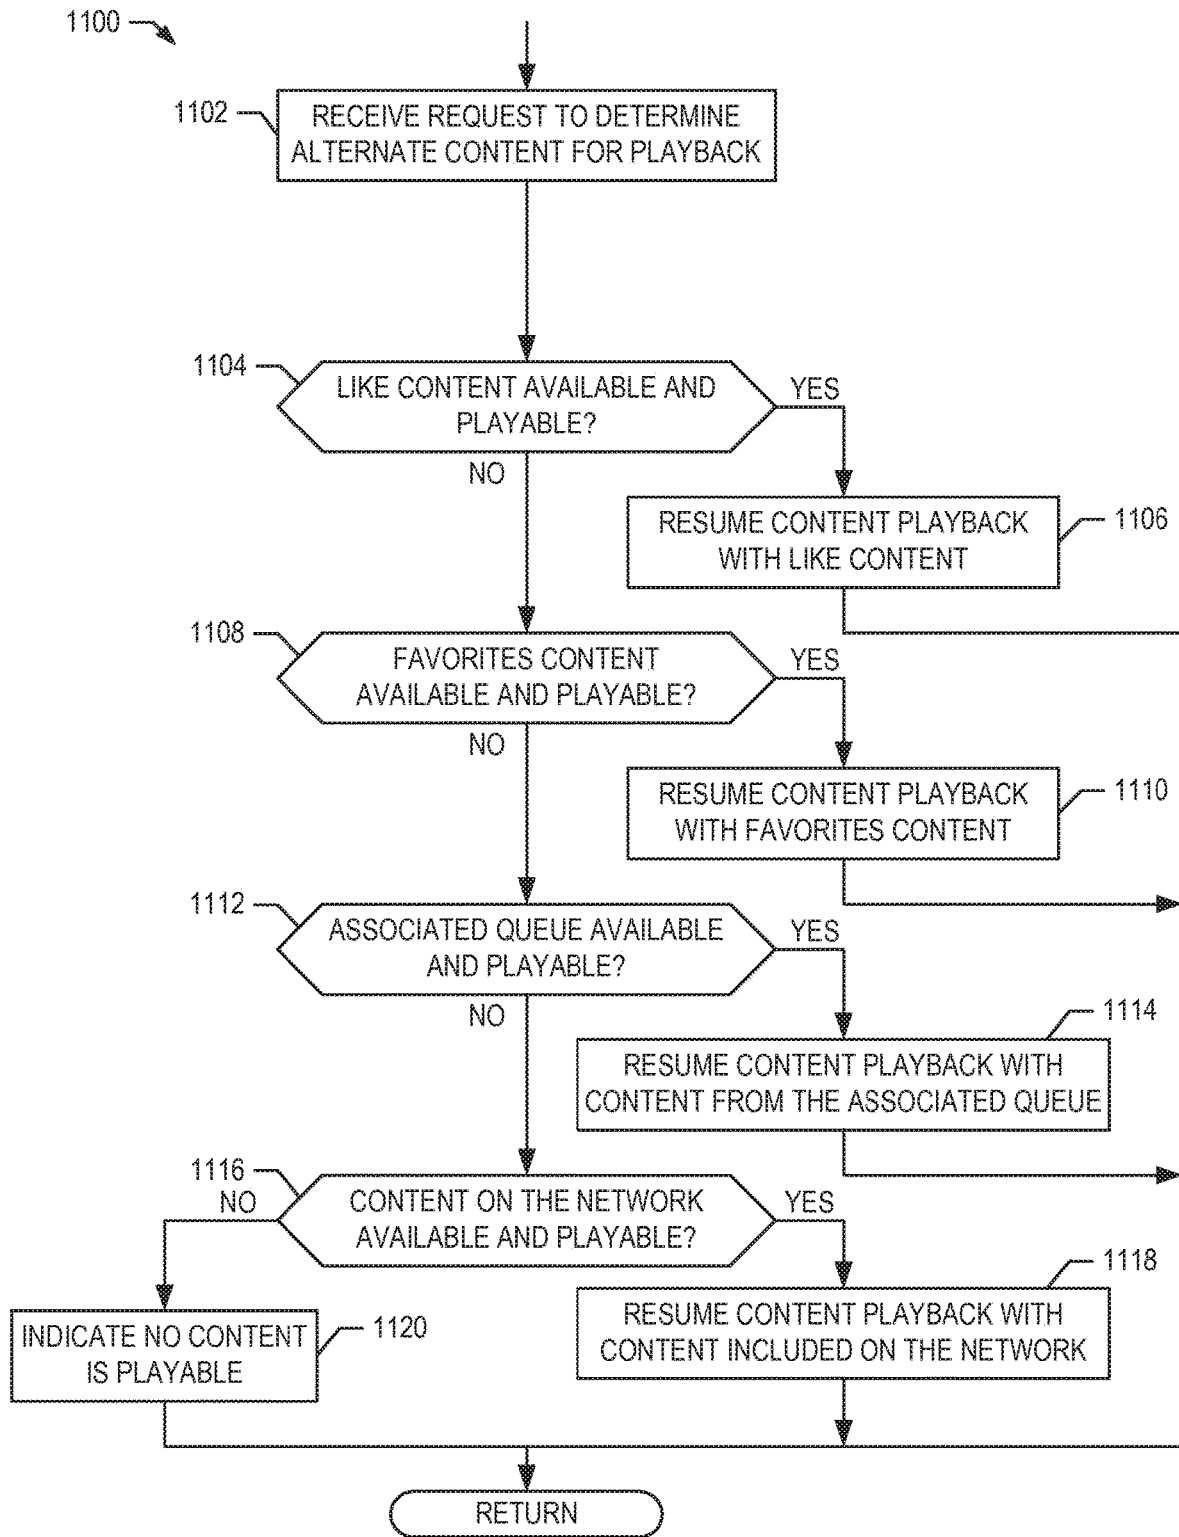 1100
1102
RECEIVE REQUEST TO DETERMINE
ALTERNATE CONTENT FOR PLAYBACK
1104
LIKE CONTENT AVAILABLE AND
PLAYABLE?
YES
NO
RESUME CONTENT PLAYBACK
WITH LIKE CONTENT
1106
1108
FAVORITES CONTENT
AVAILABLE AND PLAYABLE?
YES
NO
RESUME CONTENT PLAYBACK
WITH FAVORITES CONTENT
1110
1112
ASSOCIATED QUEUE AVAILABLE
AND PLAYABLE?
YES
NO
1114
RESUME CONTENT PLAYBACK WITH
CONTENT FROM THE ASSOCIATED QUEUE
1116
NO
CONTENT ON THE NETWORK
AVAILABLE AND PLAYABLE?
YES
1118
RESUME CONTENT PLAYBACK WITH
CONTENT INCLUDED ON THE NETWORK
INDICATE NO CONTENT
IS PLAYABLE
1120
RETURN